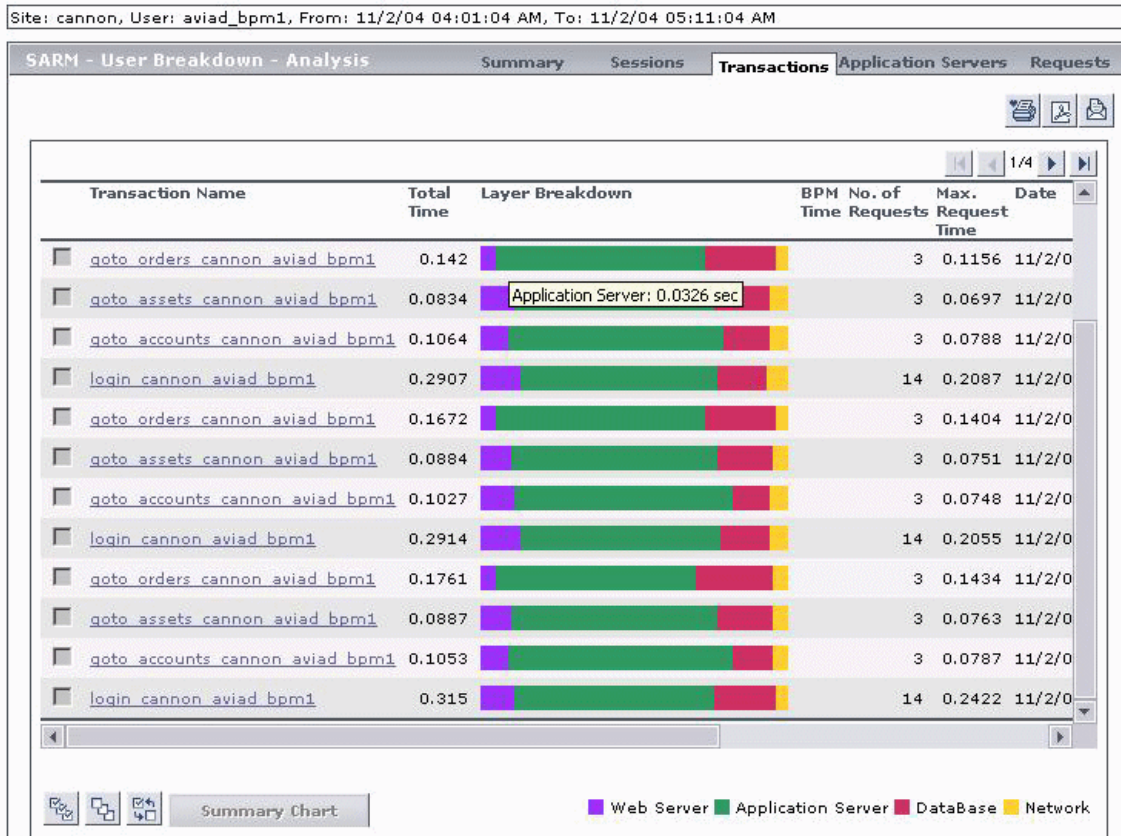 Site: cannon, User: aviad_bpm1, From: 11/2/04 04:01:04 AM, To: 11/2/04 05:11:04 AM
SARM - User Breakdown - Analysis Summary Sessions Transactions Application Servers Requests
1/4
Transaction Name Total Time Layer Breakdown BPM Time No. of Requests Max. Request Time Date
goto_orders_cannon_aviad_bpm1 0.142 3 0.1156 11/2/0
Application Server: 0.0326 sec
goto_assets_cannon_aviad_bpm1 0.0834 3 0.0697 11/2/0
goto_accounts_cannon_aviad_bpm1 0.1064 3 0.0788 11/2/0
login_cannon_aviad_bpm1 0.2907 14 0.2087 11/2/0
goto_orders_cannon_aviad_bpm1 0.1672 3 0.1404 11/2/0
goto_assets_cannon_aviad_bpm1 0.0884 3 0.0751 11/2/0
goto_accounts_cannon_aviad_bpm1 0.1027 3 0.0748 11/2/0
login_cannon_aviad_bpm1 0.2914 14 0.2055 11/2/0
goto_orders_cannon_aviad_bpm1 0.1761 3 0.1434 11/2/0
goto_assets_cannon_aviad_bpm1 0.0887 3 0.0763 11/2/0
goto_accounts_cannon_aviad_bpm1 0.1053 3 0.0787 11/2/0
login_cannon_aviad_bpm1 0.315 14 0.2422 11/2/0
Summary Chart Web Server Application Server DataBase Network